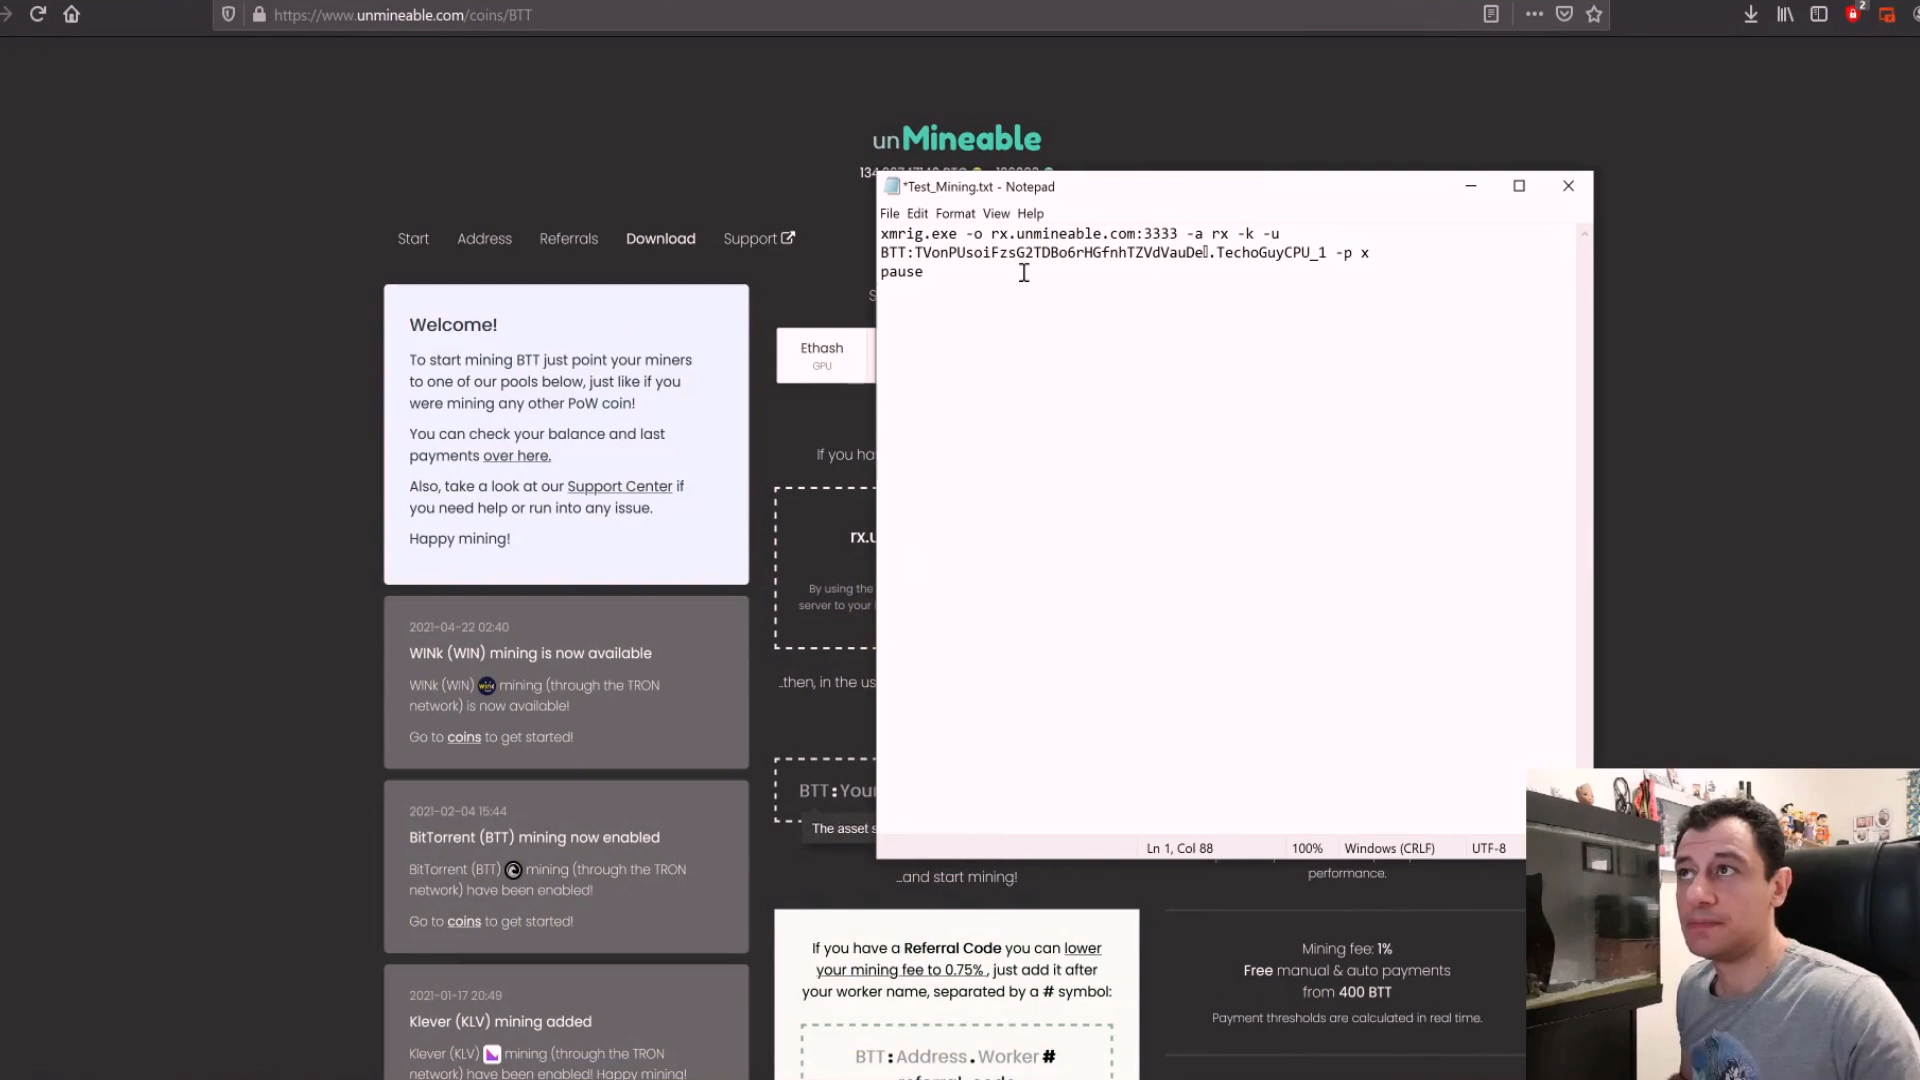 https://www.unmineable.com/coins/BTT
2
unMineable
Start
Address
Referrals
Download
Support
*Test_Mining.txt - Notepad
File Edit Format View Help
xmrig.exe -o rx.unmineable.com:3333 -a rx -k -u
BTT:TVonPUsoiFzsG2TDBo6rHGfnhTZVdVauDe▯.TechoGuyCPU_1 -p x
pause
Ln 1, Col 88
100%
Windows (CRLF)
UTF-8
Welcome!
To start mining BTT just point your miners
to one of our pools below, just like if you
were mining any other PoW coin!
You can check your balance and last
payments over here.
Also, take a look at our Support Center if
you need help or run into any issue.
Happy mining!
2021-04-22 02:40
WINk (WIN) mining is now available
WINk (WIN) mining (through the TRON
network) is now available!
Go to coins to get started!
2021-02-04 15:44
BitTorrent (BTT) mining now enabled
BitTorrent (BTT) mining (through the TRON
network) have been enabled!
Go to coins to get started!
2021-01-17 20:49
Klever (KLV) mining added
Klever (KLV) mining (through the TRON
network) have been enabled! Happy mining!
Ethash
GPU
If you ha
rx.u
By using the
server to your
..then, in the us
BTT:Your
The asset s
..and start mining!
If you have a Referral Code you can lower
your mining fee to 0.75% , just add it after
your worker name, separated by a # symbol:
BTT:Address.Worker#
performance.
Mining fee: 1%
Free manual & auto payments
from 400 BTT
Payment thresholds are calculated in real time.